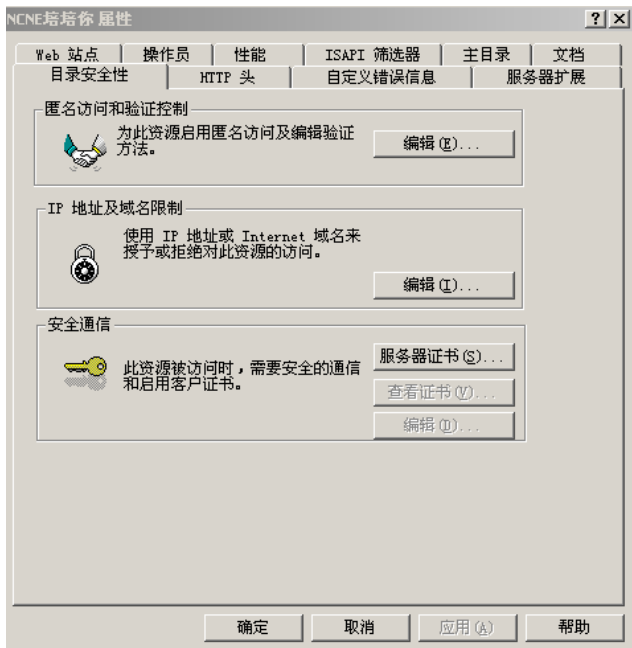 NCNE培培你 属性
Web 站点 操作员 性能 ISAPI 筛选器 主目录 文档
目录安全性 HTTP 头 自定义错误信息 服务器扩展
匿名访问和验证控制
为此资源启用匿名访问及编辑验证
方法。
编辑(E)...
IP 地址及域名限制
使用 IP 地址或 Internet 域名来
授予或拒绝对此资源的访问。
编辑(I)...
安全通信
此资源被访问时，需要安全的通信
和启用客户证书。
服务器证书(S)...
查看证书(V)...
编辑(D)...
确定 取消 应用(A) 帮助